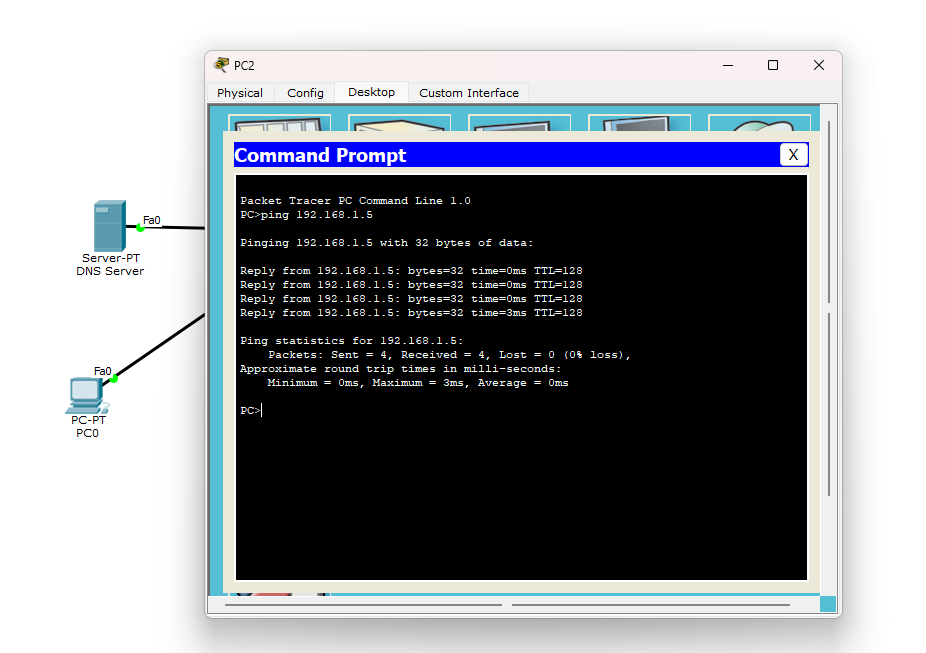 PC2
Physical Config Desktop Custom Interface
Command Prompt
X
Packet Tracer PC Command Line 1.0
PC>ping 192.168.1.5
Pinging 192.168.1.5 with 32 bytes of data:
Reply from 192.168.1.5: bytes=32 time=0ms TTL=128
Reply from 192.168.1.5: bytes=32 time=0ms TTL=128
Reply from 192.168.1.5: bytes=32 time=0ms TTL=128
Reply from 192.168.1.5: bytes=32 time=3ms TTL=128
Ping statistics for 192.168.1.5:
Packets: Sent = 4, Received = 4, Lost = 0 (0% loss),
Approximate round trip times in milli-seconds:
Minimum = 0ms, Maximum = 3ms, Average = 0ms
PC>
Fa0
Server-PT
DNS Server
Fa0
PC-PT
PC0